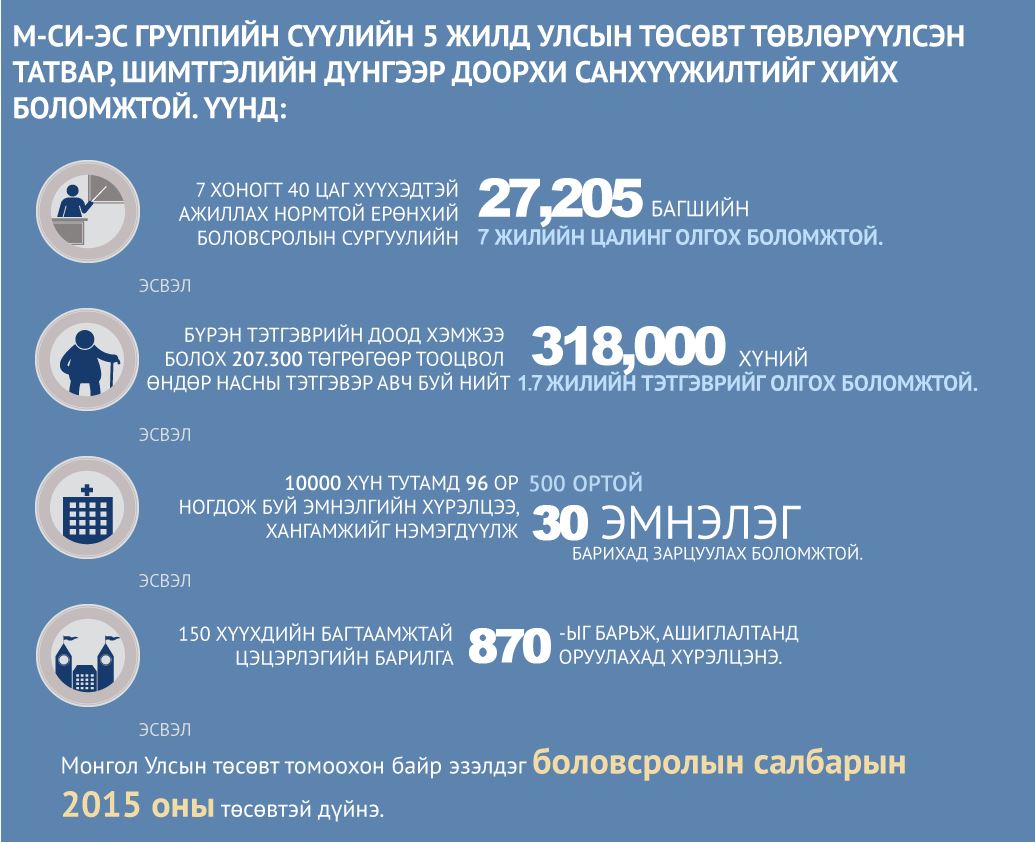 М-СИ-ЭС ГРУППИЙН СҮҮЛИЙН 5 ЖИЛД УЛСЫН ТӨСӨВТ ТӨВЛӨРҮҮЛСЭН
ТАТВАР, ШИМТГЭЛИЙН ДҮНГЭЭР ДООРХИ САНХҮҮЖИЛТИЙГ ХИЙХ
БОЛОМЖТОЙ. ҮҮНД:
7 ХОНОГТ 40 ЦАГ ХҮҮХЭДТЭЙ
АЖИЛЛАХ НОРМТОЙ ЕРӨНХИЙ
БОЛОВСРОЛЫН СУРГУУЛИЙН
27,205 БАГШИЙН
7 ЖИЛИЙН ЦАЛИНГ ОЛГОХ БОЛОМЖТОЙ.
ЭСВЭЛ
БҮРЭН ТЭТГЭВРИЙН ДООД ХЭМЖЭЭ
БОЛОХ 207.300 ТӨГРӨГӨӨР ТООЦВОЛ
ӨНДӨР НАСНЫ ТЭТГЭВЭР АВЧ БУЙ НИЙТ
318,000 ХҮНИЙ
1.7 ЖИЛИЙН ТЭТГЭВРИЙГ ОЛГОХ БОЛОМЖТОЙ.
ЭСВЭЛ
10000 ХҮН ТУТАМД 96 ОР
НОГДОЖ БУЙ ЭМНЭЛГИЙН ХҮРЭЛЦЭЭ,
ХАНГАМЖИЙГ НЭМЭГДҮҮЛЖ
500 ОРТОЙ
30 ЭМНЭЛЭГ
БАРИХАД ЗАРЦУУЛАХ БОЛОМЖТОЙ.
ЭСВЭЛ
150 ХҮҮХДИЙН БАГТААМЖТАЙ
ЦЭЦЭРЛЭГИЙН БАРИЛГА
870
-ЫГ БАРЬЖ, АШИГЛАЛТАНД
ОРУУЛАХАД ХҮРЭЛЦЭНЭ.
ЭСВЭЛ
Монгол Улсын төсөвт томоохон байр эзэлдэг боловсролын салбарын
2015 оны төсөвтэй дүйнэ.